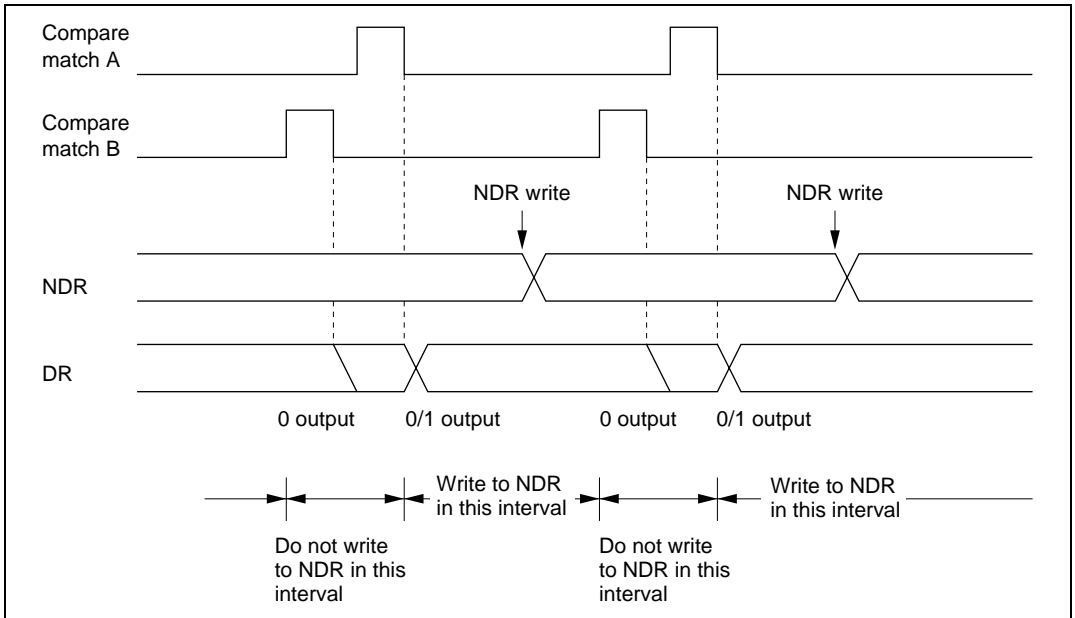 Compare
match A
Compare
match B
NDR write
NDR write
NDR
DR
0 output
0/1 output
0 output
0/1 output
Write to NDR
in this interval
Write to NDR
in this interval
Do not write
to NDR in this
interval
Do not write
to NDR in this
interval